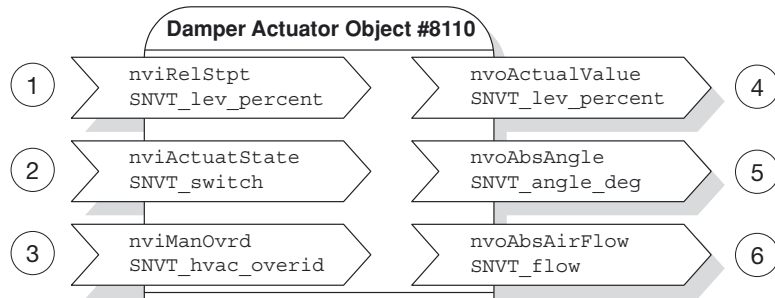 Damper Actuator Object #8110
1
nviRelStpt
SNVT_lev_percent
nvoActualValue
SNVT_lev_percent
4
2
nviActuatState
SNVT_switch
nvoAbsAngle
SNVT_angle_deg
5
3
nviManOvrd
SNVT_hvac_overid
nvoAbsAirFlow
SNVT_flow
6